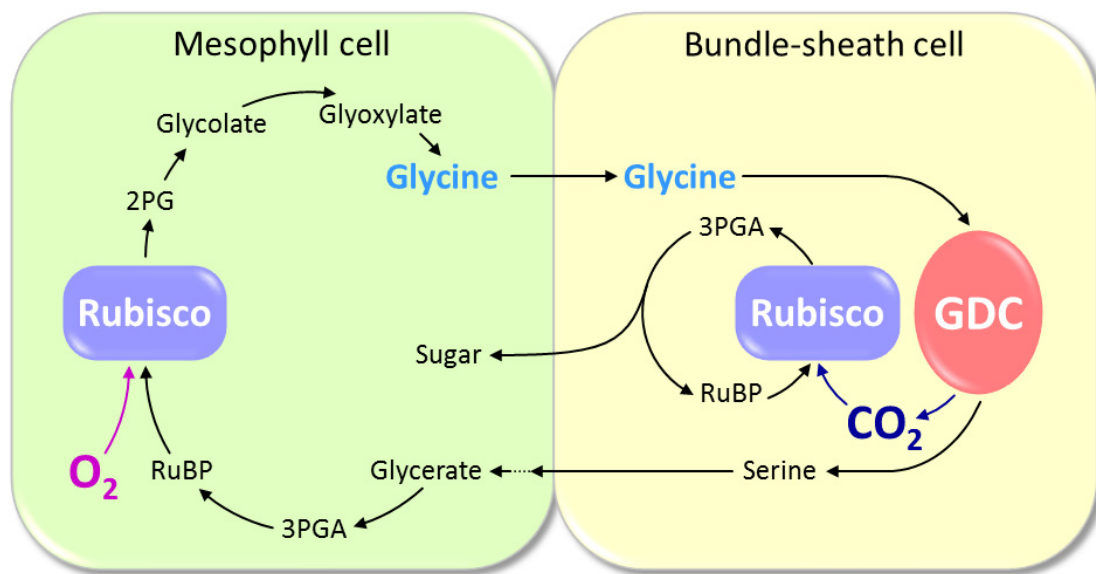 Mesophyll cell
Bundle-sheath cell
Glycolate
Glyoxylate
Glycine
Glycine
2PG
3PGA
Rubisco
Rubisco
GDC
Sugar
RuBP
CO₂
O₂
RuBP
Glycerate
Serine
3PGA